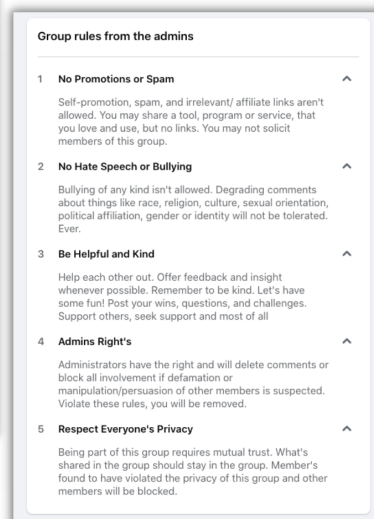 Group rules from the admins
1 No Promotions or Spam
Self-promotion, spam, and irrelevant/ affiliate links aren't
allowed. You may share a tool, program or service, that
you love and use, but no links. You may not solicit
members of this group.
2 No Hate Speech or Bullying
Bullying of any kind isn't allowed. Degrading comments
about things like race, religion, culture, sexual orientation,
political affiliation, gender or identity will not be tolerated.
Ever.
3 Be Helpful and Kind
Help each other out. Offer feedback and insight
whenever possible. Remember to be kind. Let's have
some fun! Post your wins, questions, and challenges.
Support others, seek support and most of all
4 Admins Right's
Administrators have the right and will delete comments or
block all involvement if defamation or
manipulation/persuasion of other members is suspected.
Violate these rules, you will be removed.
5 Respect Everyone's Privacy
Being part of this group requires mutual trust. What's
shared in the group should stay in the group. Member's
found to have violated the privacy of this group and other
members will be blocked.